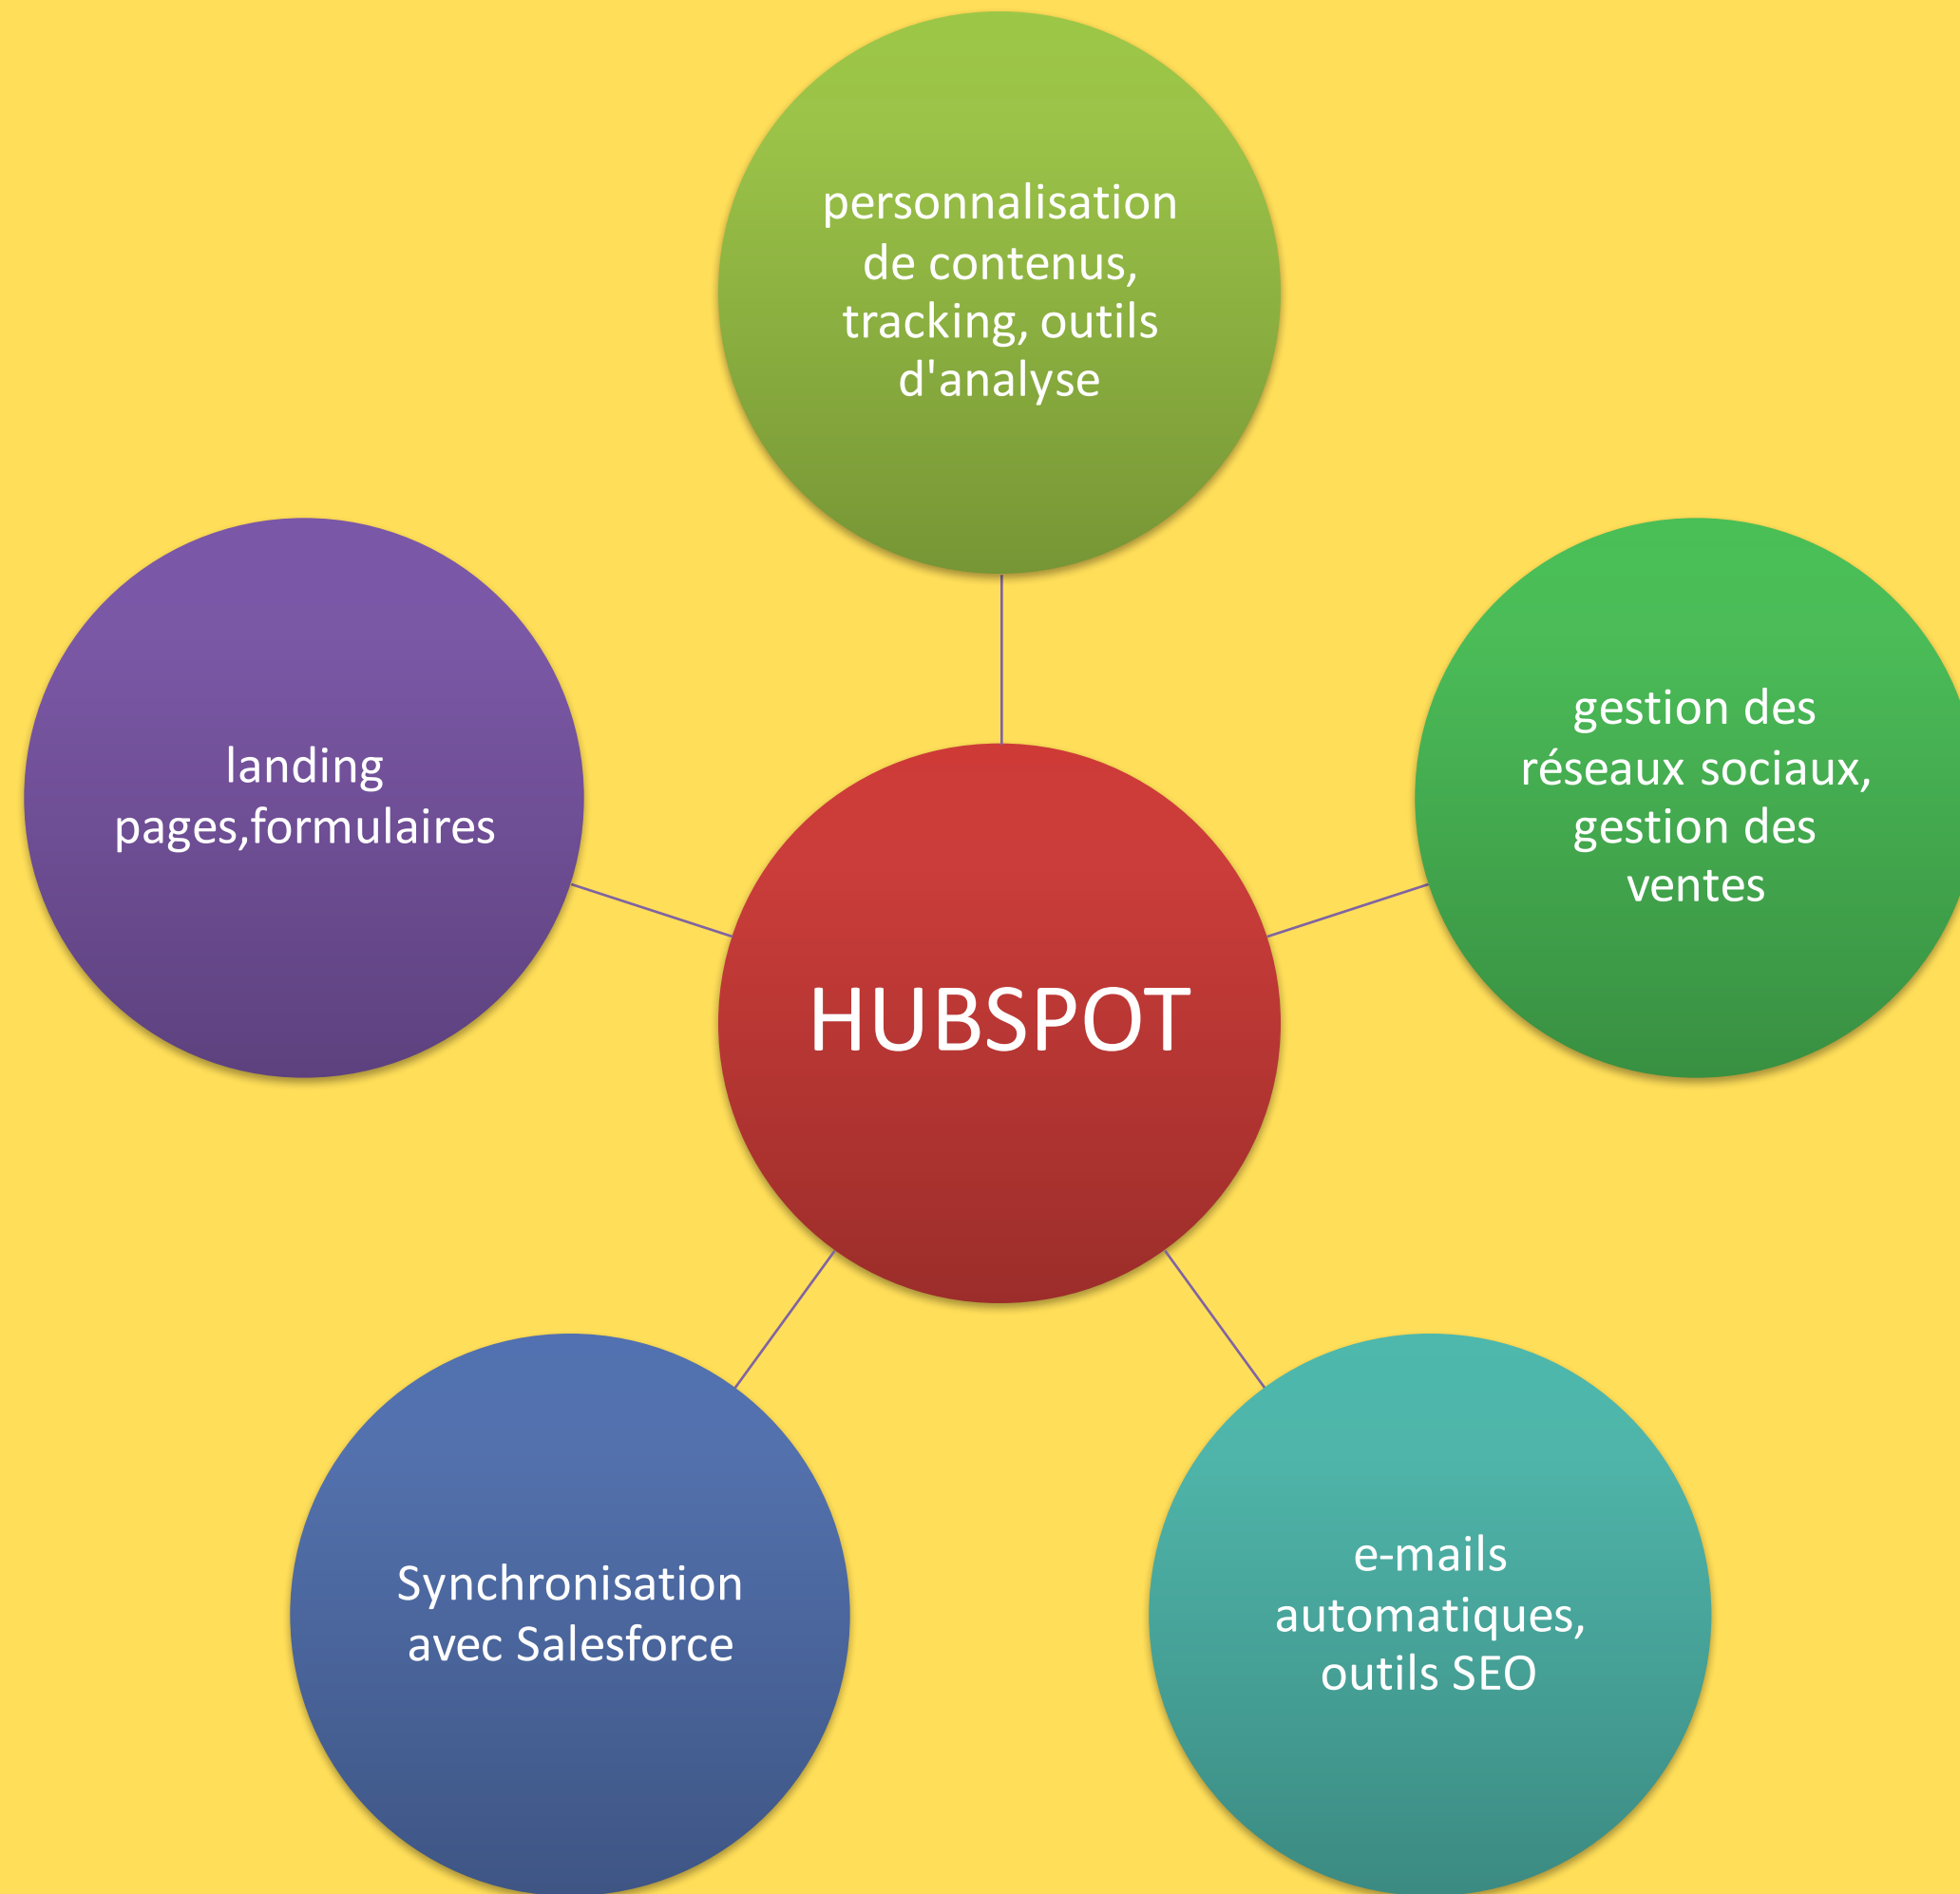 personnalisation
de contenus,
tracking, outils
d'analyse
landing
pages,formulaires
gestion des
réseaux sociaux,
gestion des
ventes
HUBSPOT
Synchronisation
avec Salesforce
e-mails
automatiques,
outils SEO